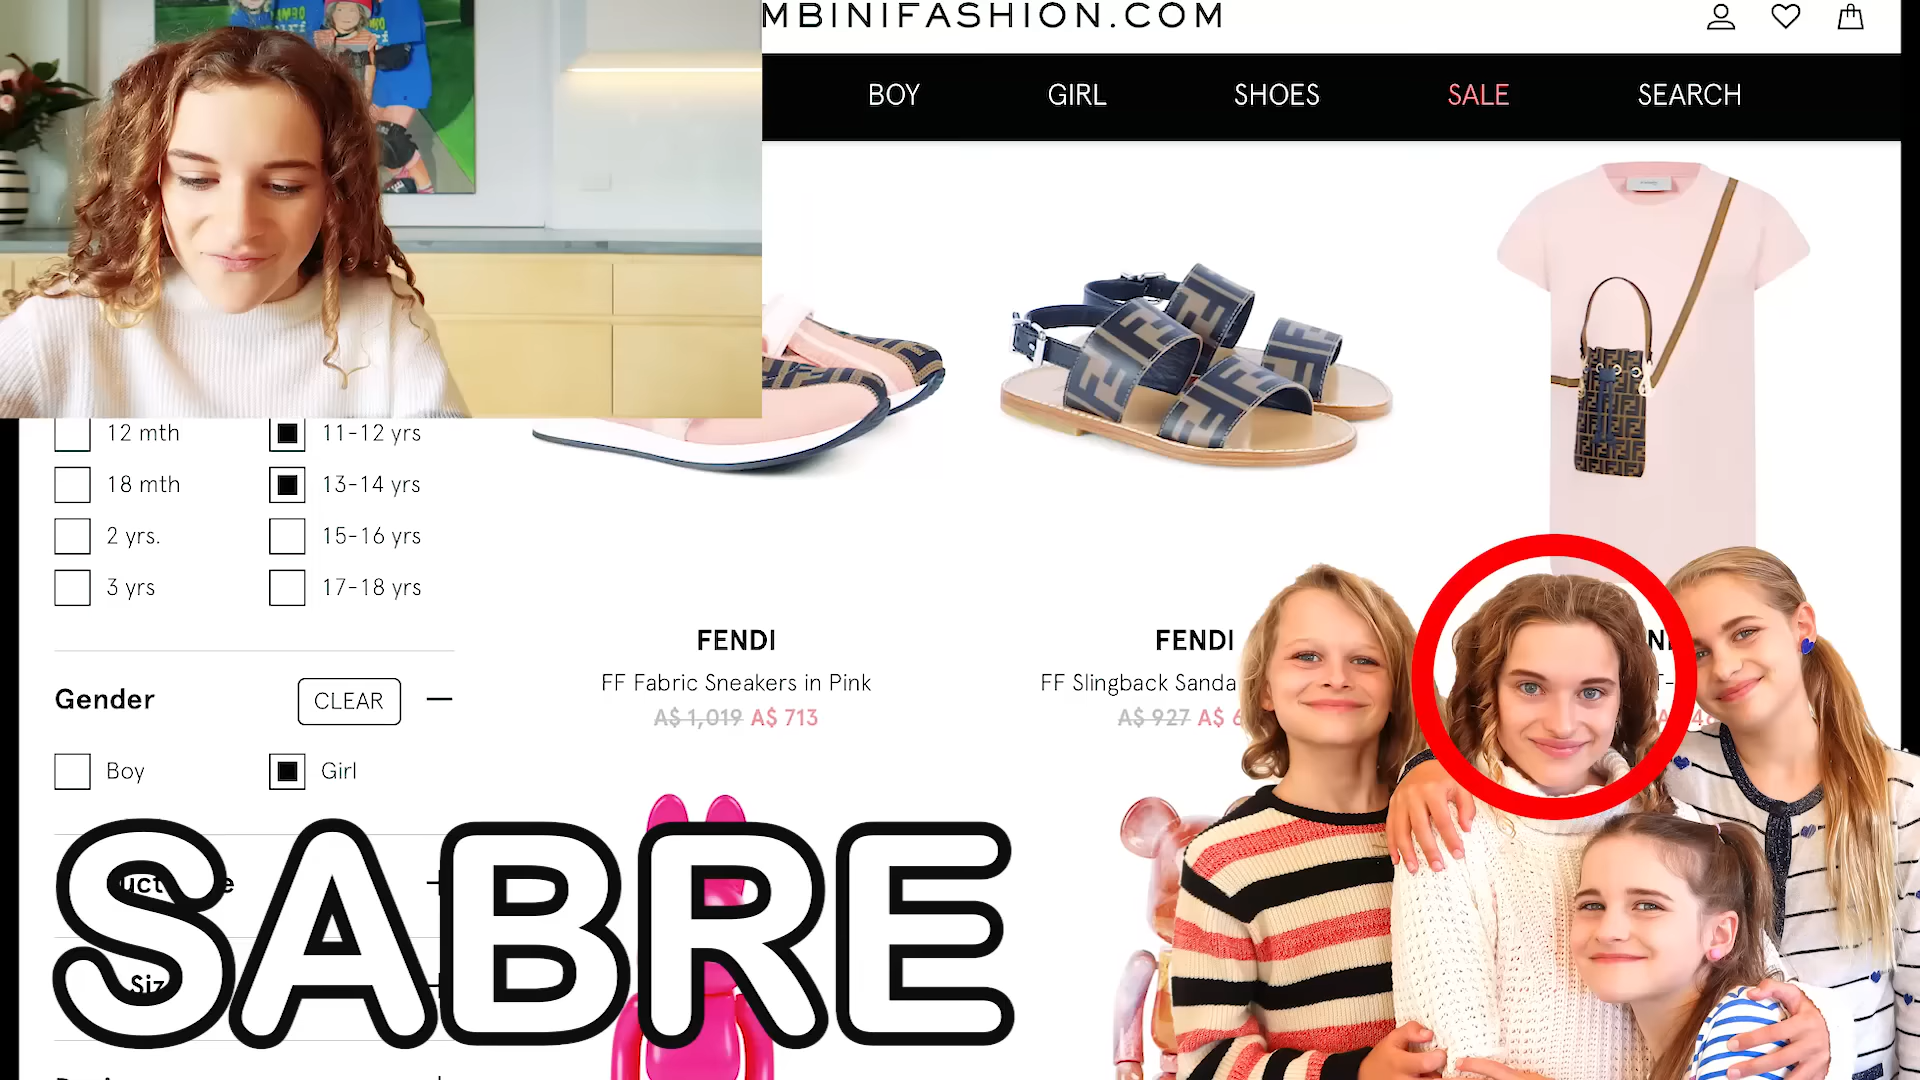 MBINIFASHION.COM
BOY GIRL SHOES SALE SEARCH
12 mth 11-12 yrs
18 mth 13-14 yrs
2 yrs. 15-16 yrs
3 yrs 17-18 yrs
Gender CLEAR
Boy Girl
FENDI
FF Fabric Sneakers in Pink
A$ 1,019 A$ 713
FENDI
FF Slingback Sanda
A$ 927 A$
SABRE